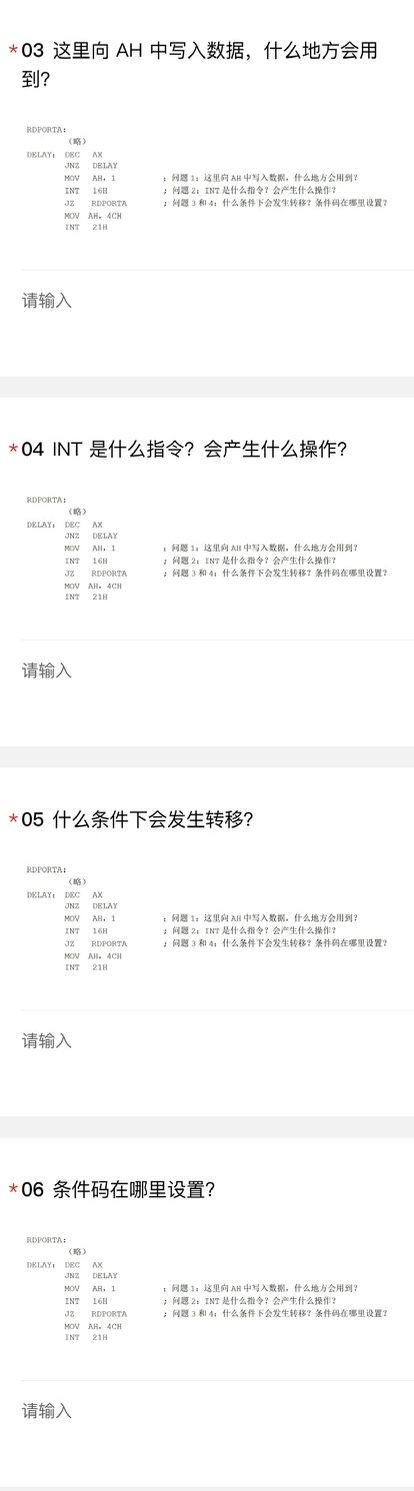 *03 这里向 AH 中写入数据，什么地方会用
到？
RDPORTA:
（略）
DELAY: DEC AX
JNZ DELAY
MOV AH，1 ；问题 1：这里向 AH 中写入数据，什么地方会用到？
INT 16H ；问题 2：INT 是什么指令？会产生什么操作？
JZ RDPORTA ；问题 3 和 4：什么条件下会发生转移？条件码在哪里设置？
MOV AH，4CH
INT 21H
请输入
*04 INT 是什么指令？会产生什么操作？
RDPORTA:
（略）
DELAY: DEC AX
JNZ DELAY
MOV AH，1 ；问题 1：这里向 AH 中写入数据，什么地方会用到？
INT 16H ；问题 2：INT 是什么指令？会产生什么操作？
JZ RDPORTA ；问题 3 和 4：什么条件下会发生转移？条件码在哪里设置？
MOV AH，4CH
INT 21H
请输入
*05 什么条件下会发生转移？
RDPORTA:
（略）
DELAY: DEC AX
JNZ DELAY
MOV AH，1 ；问题 1：这里向 AH 中写入数据，什么地方会用到？
INT 16H ；问题 2：INT 是什么指令？会产生什么操作？
JZ RDPORTA ；问题 3 和 4：什么条件下会发生转移？条件码在哪里设置？
MOV AH，4CH
INT 21H
请输入
*06 条件码在哪里设置？
RDPORTA:
（略）
DELAY: DEC AX
JNZ DELAY
MOV AH，1 ；问题 1：这里向 AH 中写入数据，什么地方会用到？
INT 16H ；问题 2：INT 是什么指令？会产生什么操作？
JZ RDPORTA ；问题 3 和 4：什么条件下会发生转移？条件码在哪里设置？
MOV AH，4CH
INT 21H
请输入